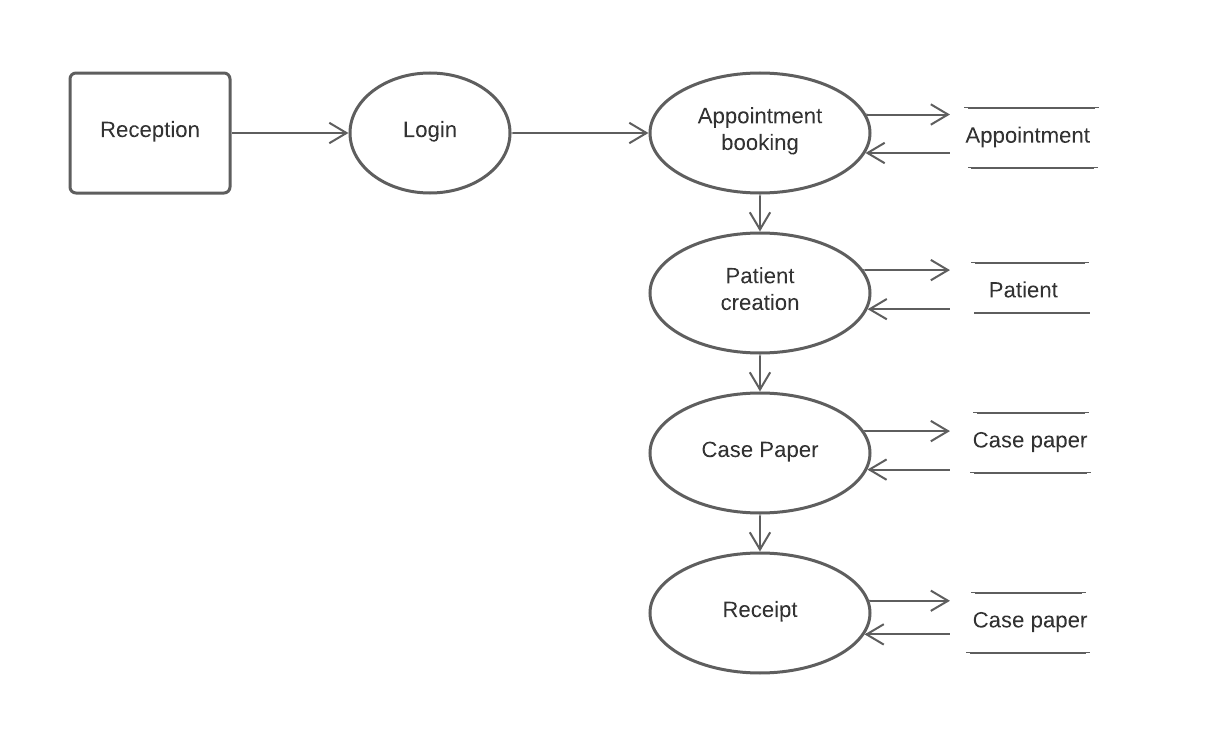 Reception
Login
Appointment
booking
Appointment
Patient
creation
Patient
Case Paper
Case paper
Receipt
Case paper